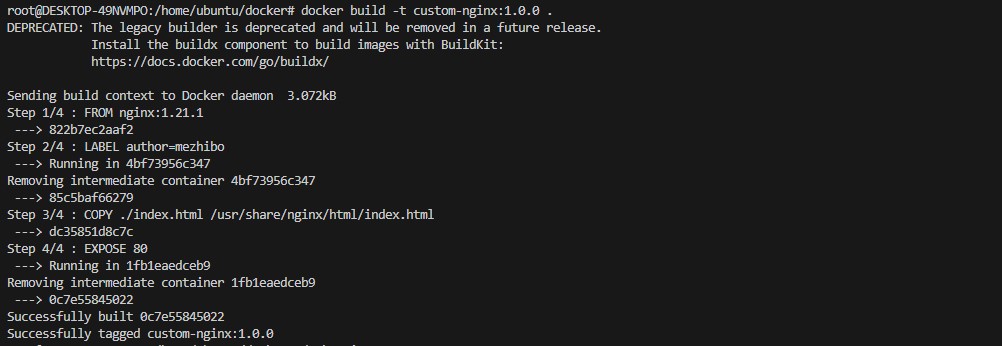 root@DESKTOP-49NVMPO:/home/ubuntu/docker# docker build -t custom-nginx:1.0.0 .
DEPRECATED: The legacy builder is deprecated and will be removed in a future release.
            Install the buildx component to build images with BuildKit:
            https://docs.docker.com/go/buildx/

Sending build context to Docker daemon  3.072kB
Step 1/4 : FROM nginx:1.21.1
 ---> 822b7ec2aaf2
Step 2/4 : LABEL author=mezhibo
 ---> Running in 4bf73956c347
Removing intermediate container 4bf73956c347
 ---> 85c5baf66279
Step 3/4 : COPY ./index.html /usr/share/nginx/html/index.html
 ---> dc35851d8c7c
Step 4/4 : EXPOSE 80
 ---> Running in 1fb1eaedceb9
Removing intermediate container 1fb1eaedceb9
 ---> 0c7e55845022
Successfully built 0c7e55845022
Successfully tagged custom-nginx:1.0.0